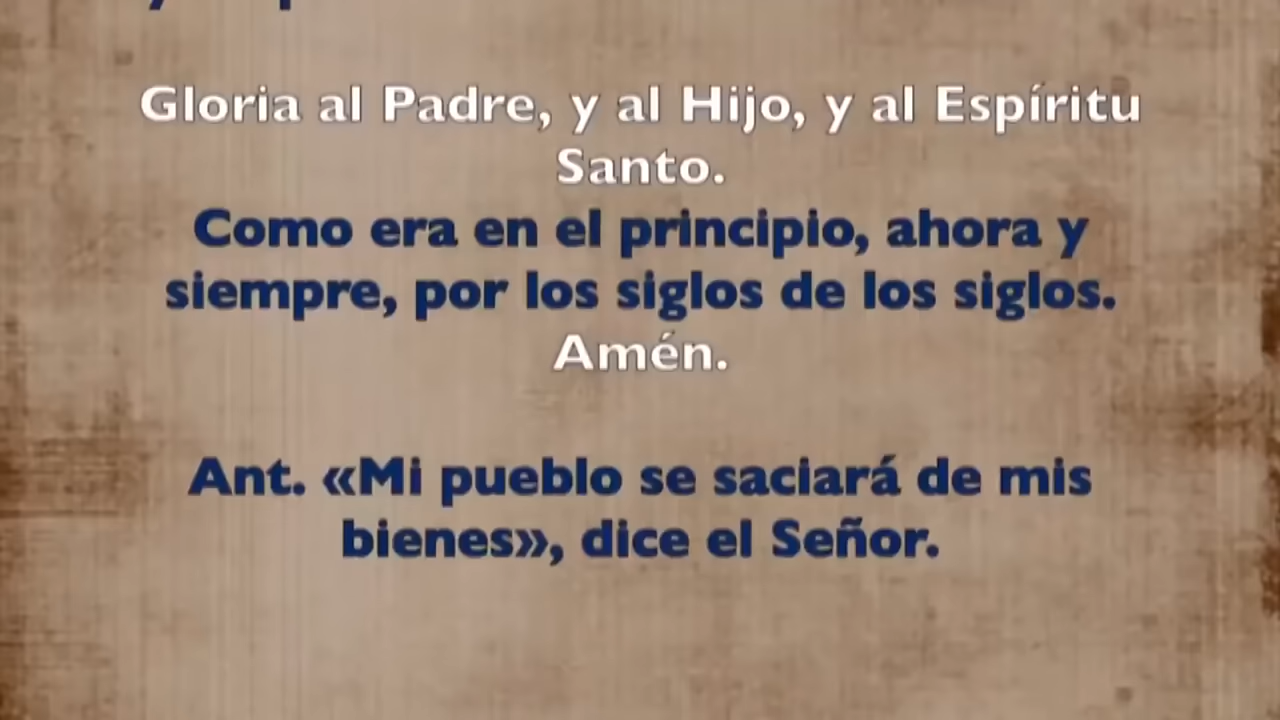 Gloria al Padre, y al Hijo, y al Espíritu
Santo.
Como era en el principio, ahora y
siempre, por los siglos de los siglos.
Amén.
Ant. «Mi pueblo se saciará de mis
bienes», dice el Señor.